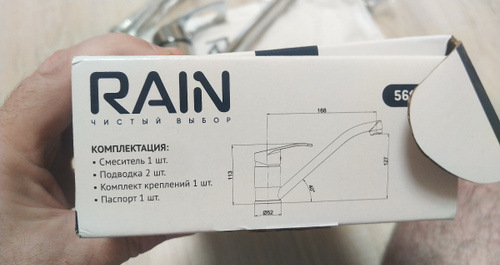 RAIN
ЧИСТЫЙ ВЫБОР
КОМПЛЕКТАЦИЯ:
• Смеситель 1 шт.
• Подводка 2 шт.
• Комплект креплений 1 шт.
• Паспорт 1 шт.
168
113
127
Ø52